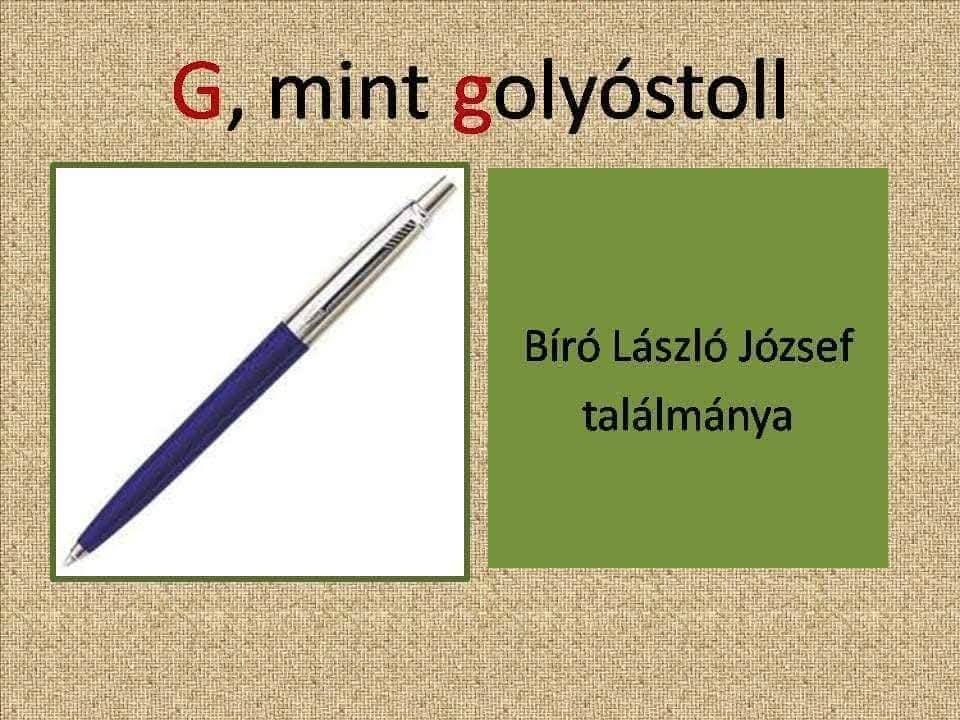 G, mint golyóstoll
Bíró László József
találmánya